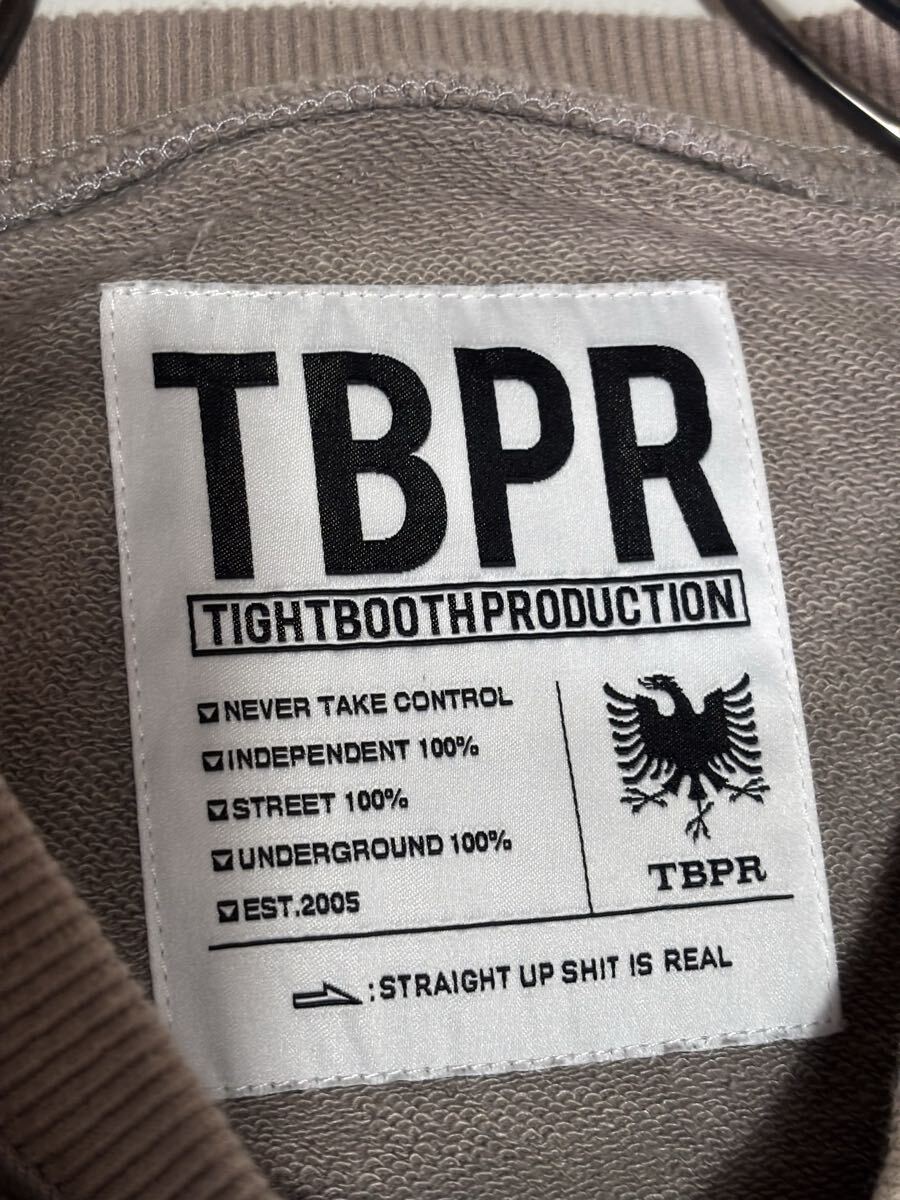 TBPR
TIGHTBOOTHPRODUCTION
NEVER TAKE CONTROL
INDEPENDENT 100%
STREET 100%
UNDERGROUND 100%
EST.2005
TBPR
:STRAIGHT UP SHIT IS REAL